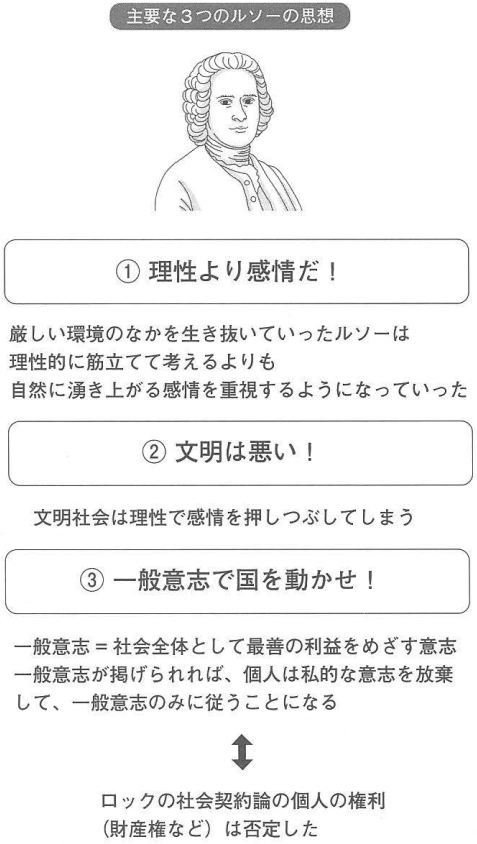 主要な３つのルソーの思想
① 理性より感情だ！
厳しい環境のなかを生き抜いていったルソーは
理性的に筋立てて考えるよりも
自然に湧き上がる感情を重視するようになっていった
② 文明は悪い！
文明社会は理性で感情を押しつぶしてしまう
③ 一般意志で国を動かせ！
一般意志＝社会全体として最善の利益をめざす意志
一般意志が掲げられれば、個人は私的な意志を放棄
して、一般意志のみに従うことになる
ロックの社会契約論の個人の権利
（財産権など）は否定した